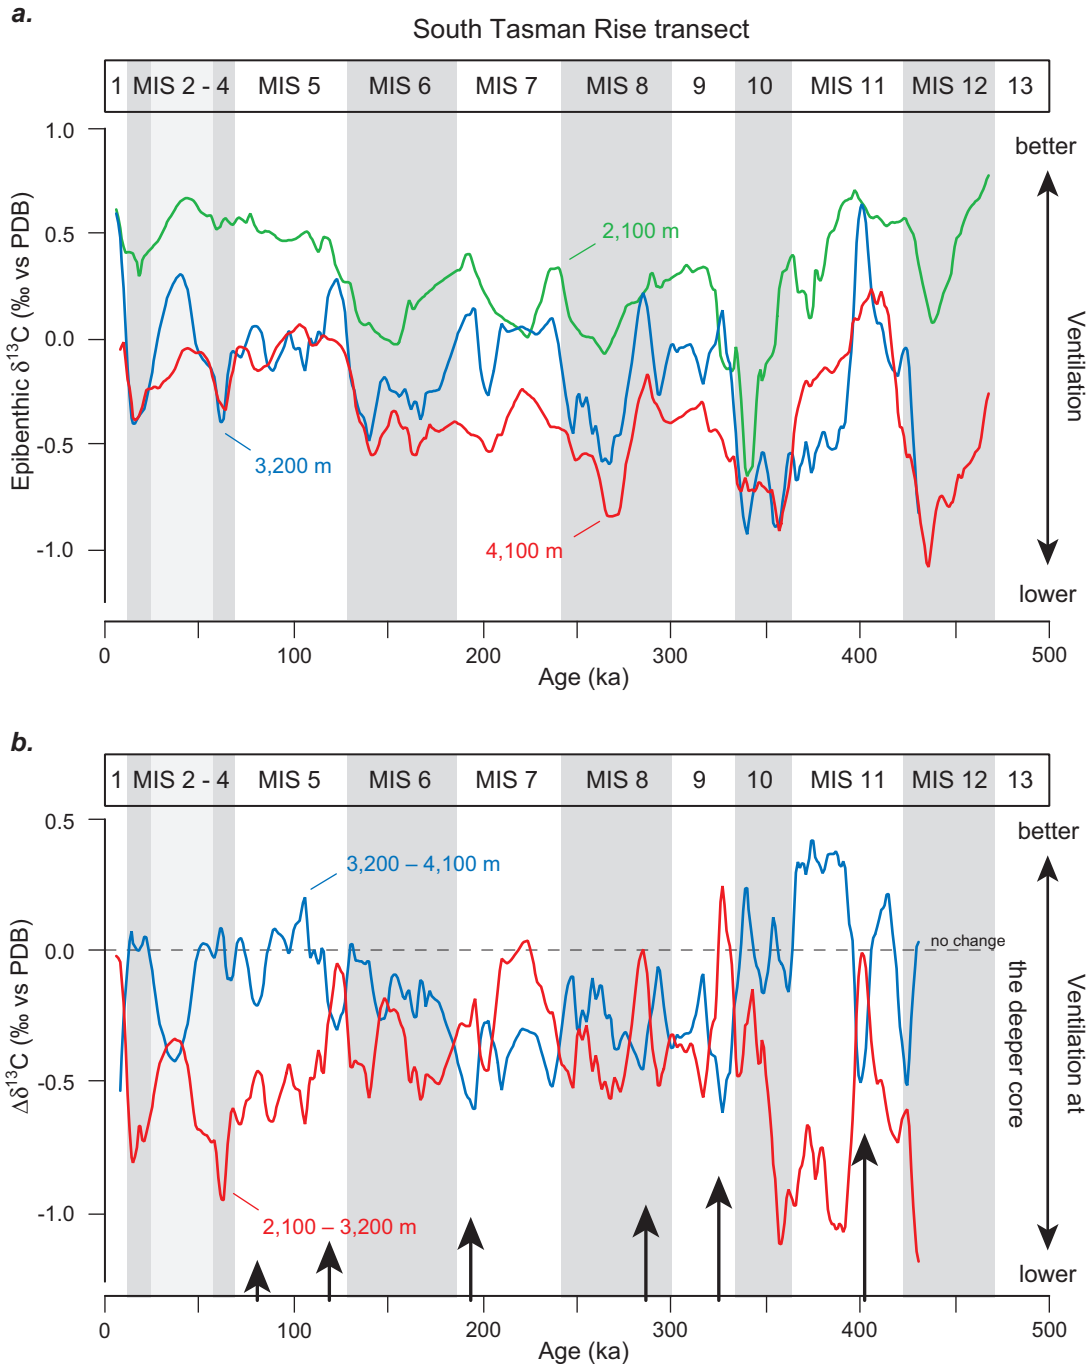 a.
South Tasman Rise transect
1 MIS 2 - 4 MIS 5 MIS 6 MIS 7 MIS 8 9 10 MIS 11 MIS 12 13
1.0
0.5
0.0
-0.5
-1.0
Epibenthic δ¹³C (‰ vs PDB)
2,100 m
3,200 m
4,100 m
better
Ventilation
lower
0 100 200 300 400 500
Age (ka)
b.
1 MIS 2 - 4 MIS 5 MIS 6 MIS 7 MIS 8 9 10 MIS 11 MIS 12 13
0.5
0.0
-0.5
-1.0
Δδ¹³C (‰ vs PDB)
3,200 – 4,100 m
2,100 – 3,200 m
no change
better
Ventilation at
the deeper core
lower
0 100 200 300 400 500
Age (ka)